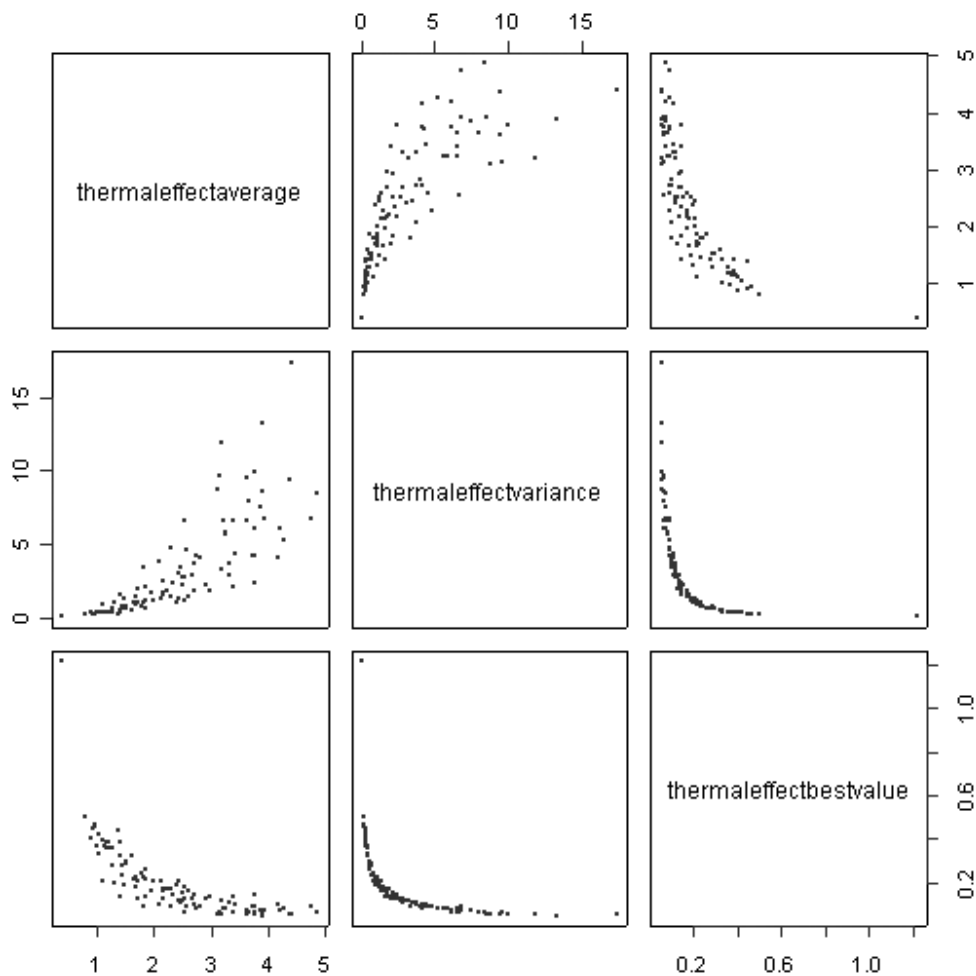 0 5 10 15
thermaleffectaverage
1 2 3 4 5
0 5 10 15
thermaleffectvariance
thermaleffectbestvalue
0.2 0.6 1.0
1 2 3 4 5
0.2 0.6 1.0